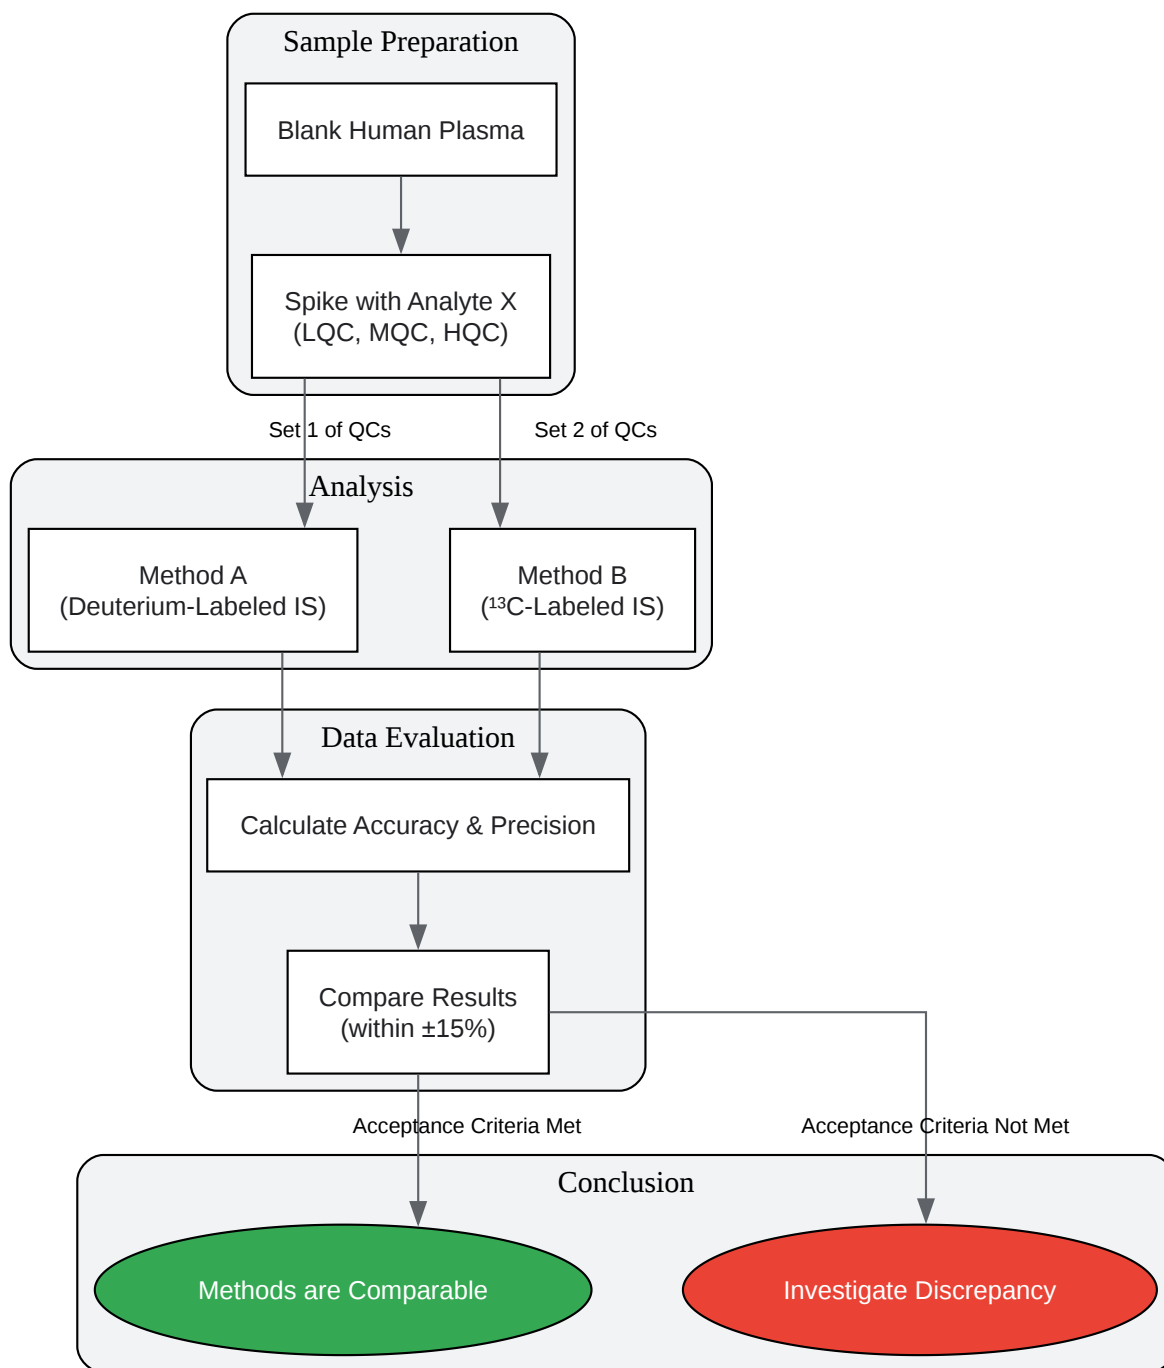 Sample Preparation
Blank Human Plasma
Spike with Analyte X
(LQC, MQC, HQC)
Set 1 of QCs
Set 2 of QCs
Analysis
Method A
(Deuterium-Labeled IS)
Method B
(¹³C-Labeled IS)
Data Evaluation
Calculate Accuracy & Precision
Compare Results
(within ±15%)
Acceptance Criteria Met
Acceptance Criteria Not Met
Conclusion
Methods are Comparable
Investigate Discrepancy